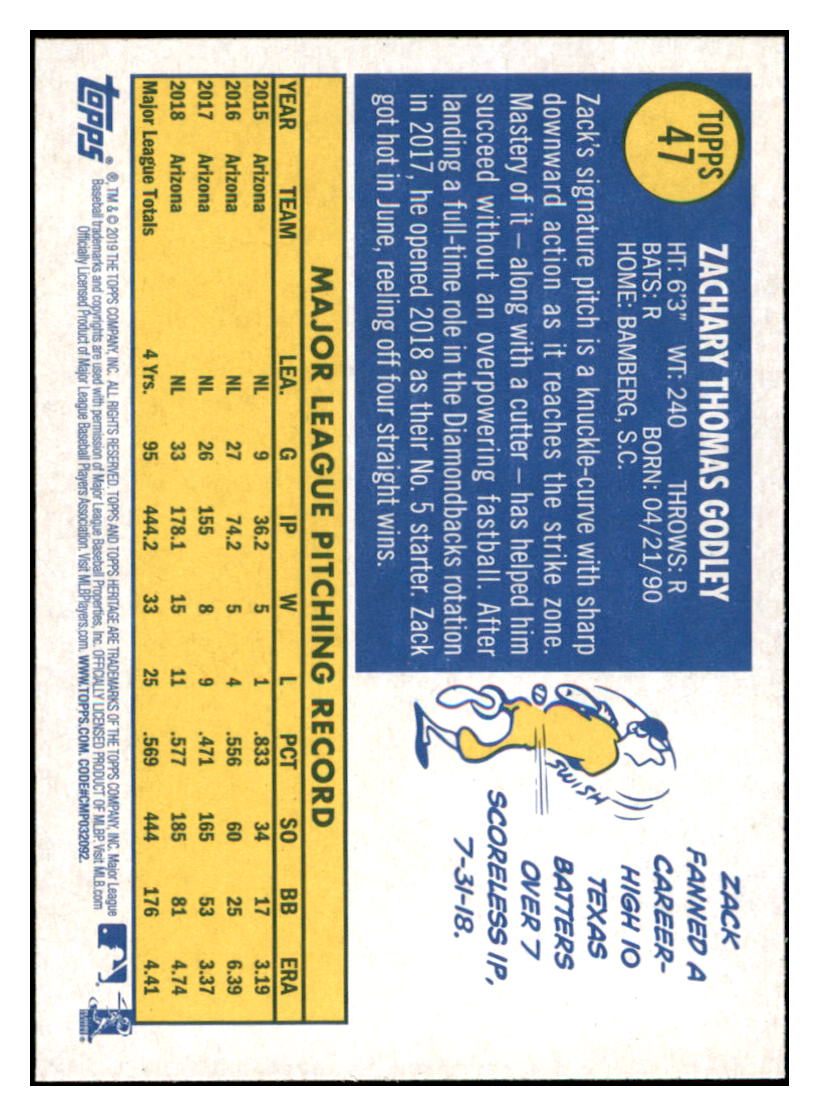 TOPPS
47
ZACHARY THOMAS GODLEY
HT: 6'3" WT: 240 THROWS: R
BATS: R BORN: 04/21/90
HOME: BAMBERG, S.C.
Zack's signature pitch is a knuckle-curve with sharp
downward action as it reaches the strike zone.
Mastery of it – along with a cutter – has helped him
succeed without an overpowering fastball. After
landing a full-time role in the Diamondbacks rotation
in 2017, he opened 2018 as their No. 5 starter. Zack
got hot in June, reeling off four straight wins.
SWISH
ZACK
FANNED A
CAREER-
HIGH 10
TEXAS
BATTERS
OVER 7
SCORELESS IP,
7-31-18.
MAJOR LEAGUE PITCHING RECORD
YEAR TEAM LEA. G IP W L PCT SO BB ERA
2015 Arizona NL 9 36.2 5 1 .833 34 17 3.19
2016 Arizona NL 27 74.2 5 4 .556 60 25 6.39
2017 Arizona NL 26 155 8 9 .471 165 53 3.37
2018 Arizona NL 33 178.1 15 11 .577 185 81 4.74
Major League Totals 4 Yrs. 95 444.2 33 25 .569 444 176 4.41
topps®
®, TM & © 2019 THE TOPPS COMPANY, INC. ALL RIGHTS RESERVED. TOPPS AND TOPPS HERITAGE ARE TRADEMARKS OF THE TOPPS COMPANY, INC. Major League
Baseball trademarks and copyrights are used with permission of Major League Baseball Properties, Inc. OFFICIALLY LICENSED PRODUCT OF MLBP. Visit MLB.com
Officially Licensed Product of Major League Baseball Players Association. Visit MLBPlayers.com. WWW.TOPPS.COM. CODE#CMP032092.